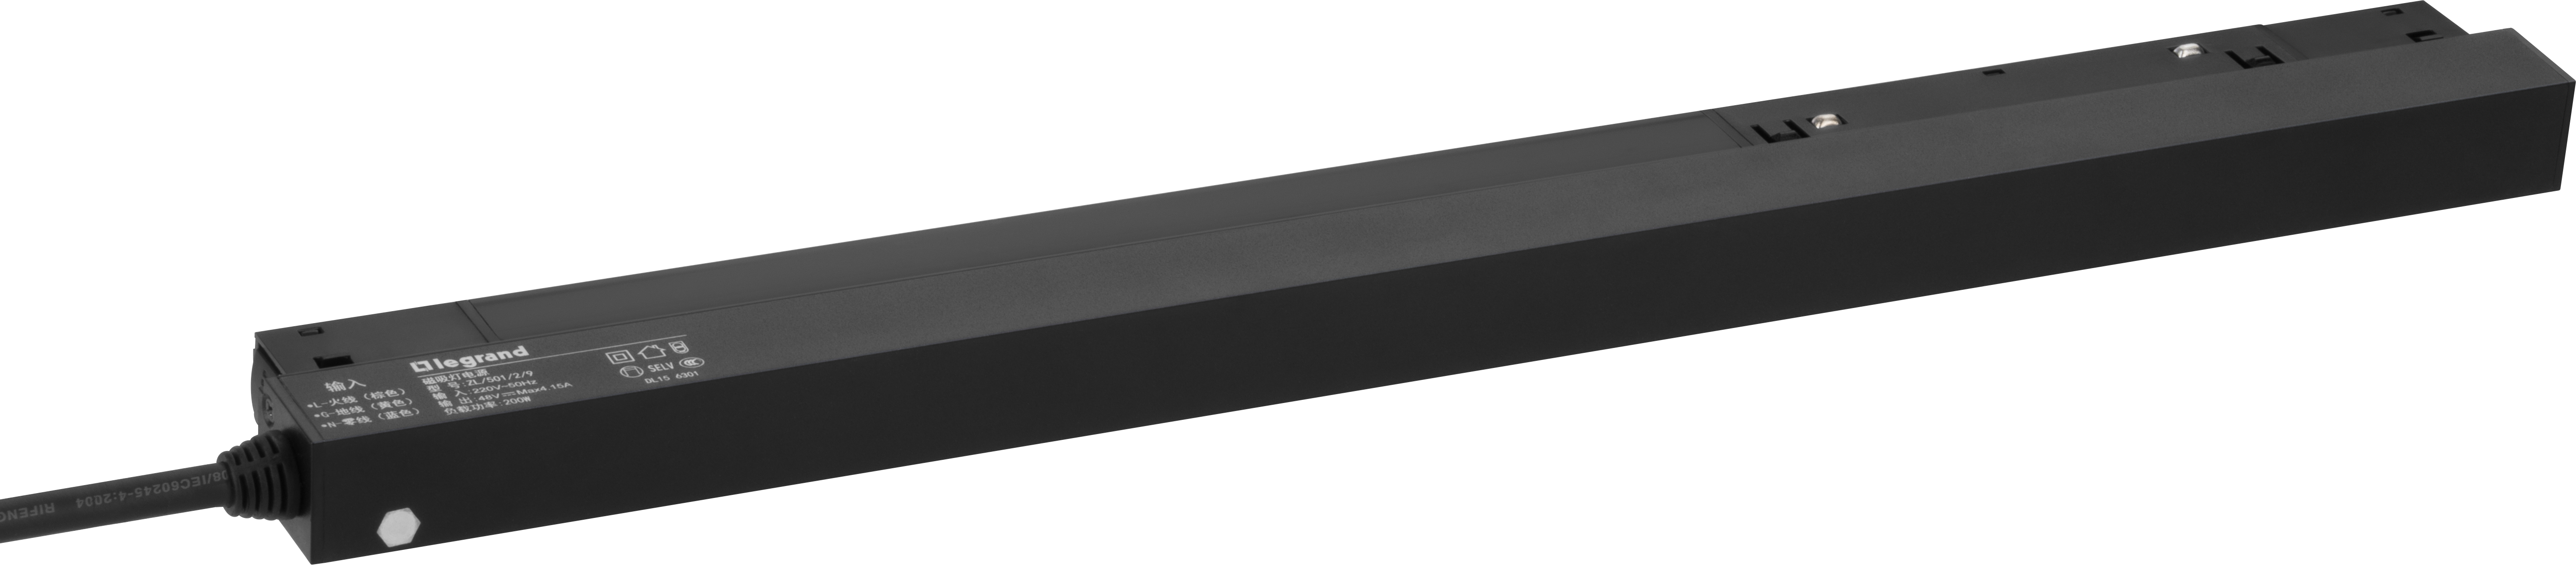 输入
•L-火线（棕色）
•G-地线（黄色）
•N-零线（蓝色）
legrand
磁吸灯电源
型 号:ZL/501/2/9
输 入:220V~50Hz
输 出:48V⎓Max4.15A
负载功率:200W
SELV
DL15 6301
08/IEC60245-4:2004
RIFENG